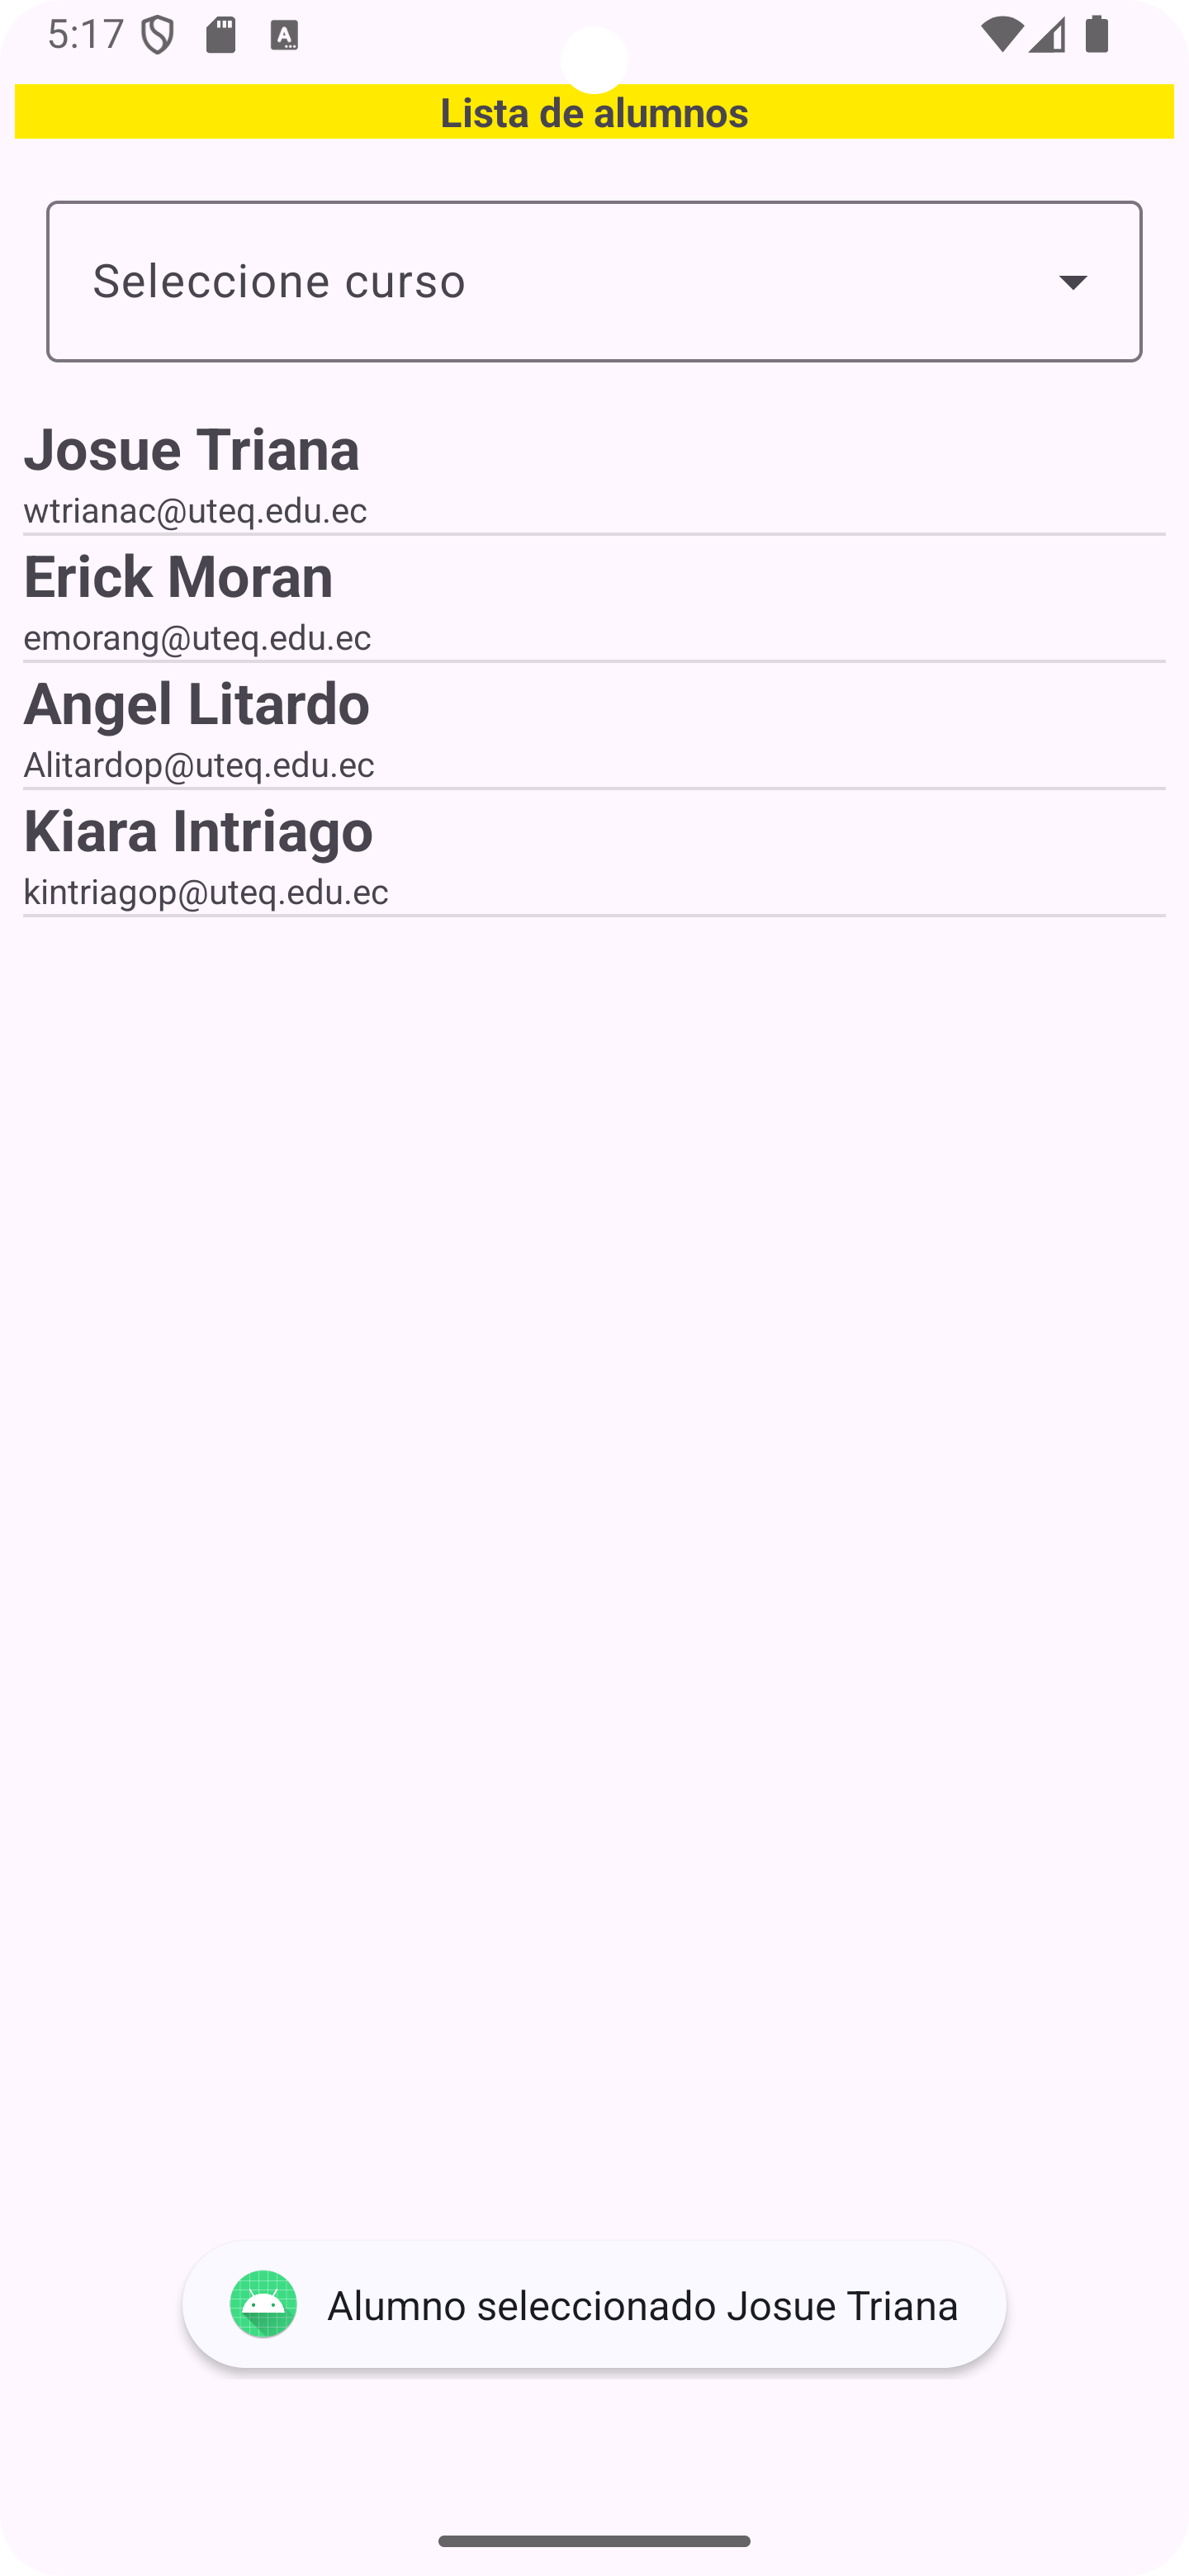 5:17
Lista de alumnos
Seleccione curso
Josue Triana
wtrianac@uteq.edu.ec
Erick Moran
emorang@uteq.edu.ec
Angel Litardo
Alitardop@uteq.edu.ec
Kiara Intriago
kintriagop@uteq.edu.ec
Alumno seleccionado Josue Triana